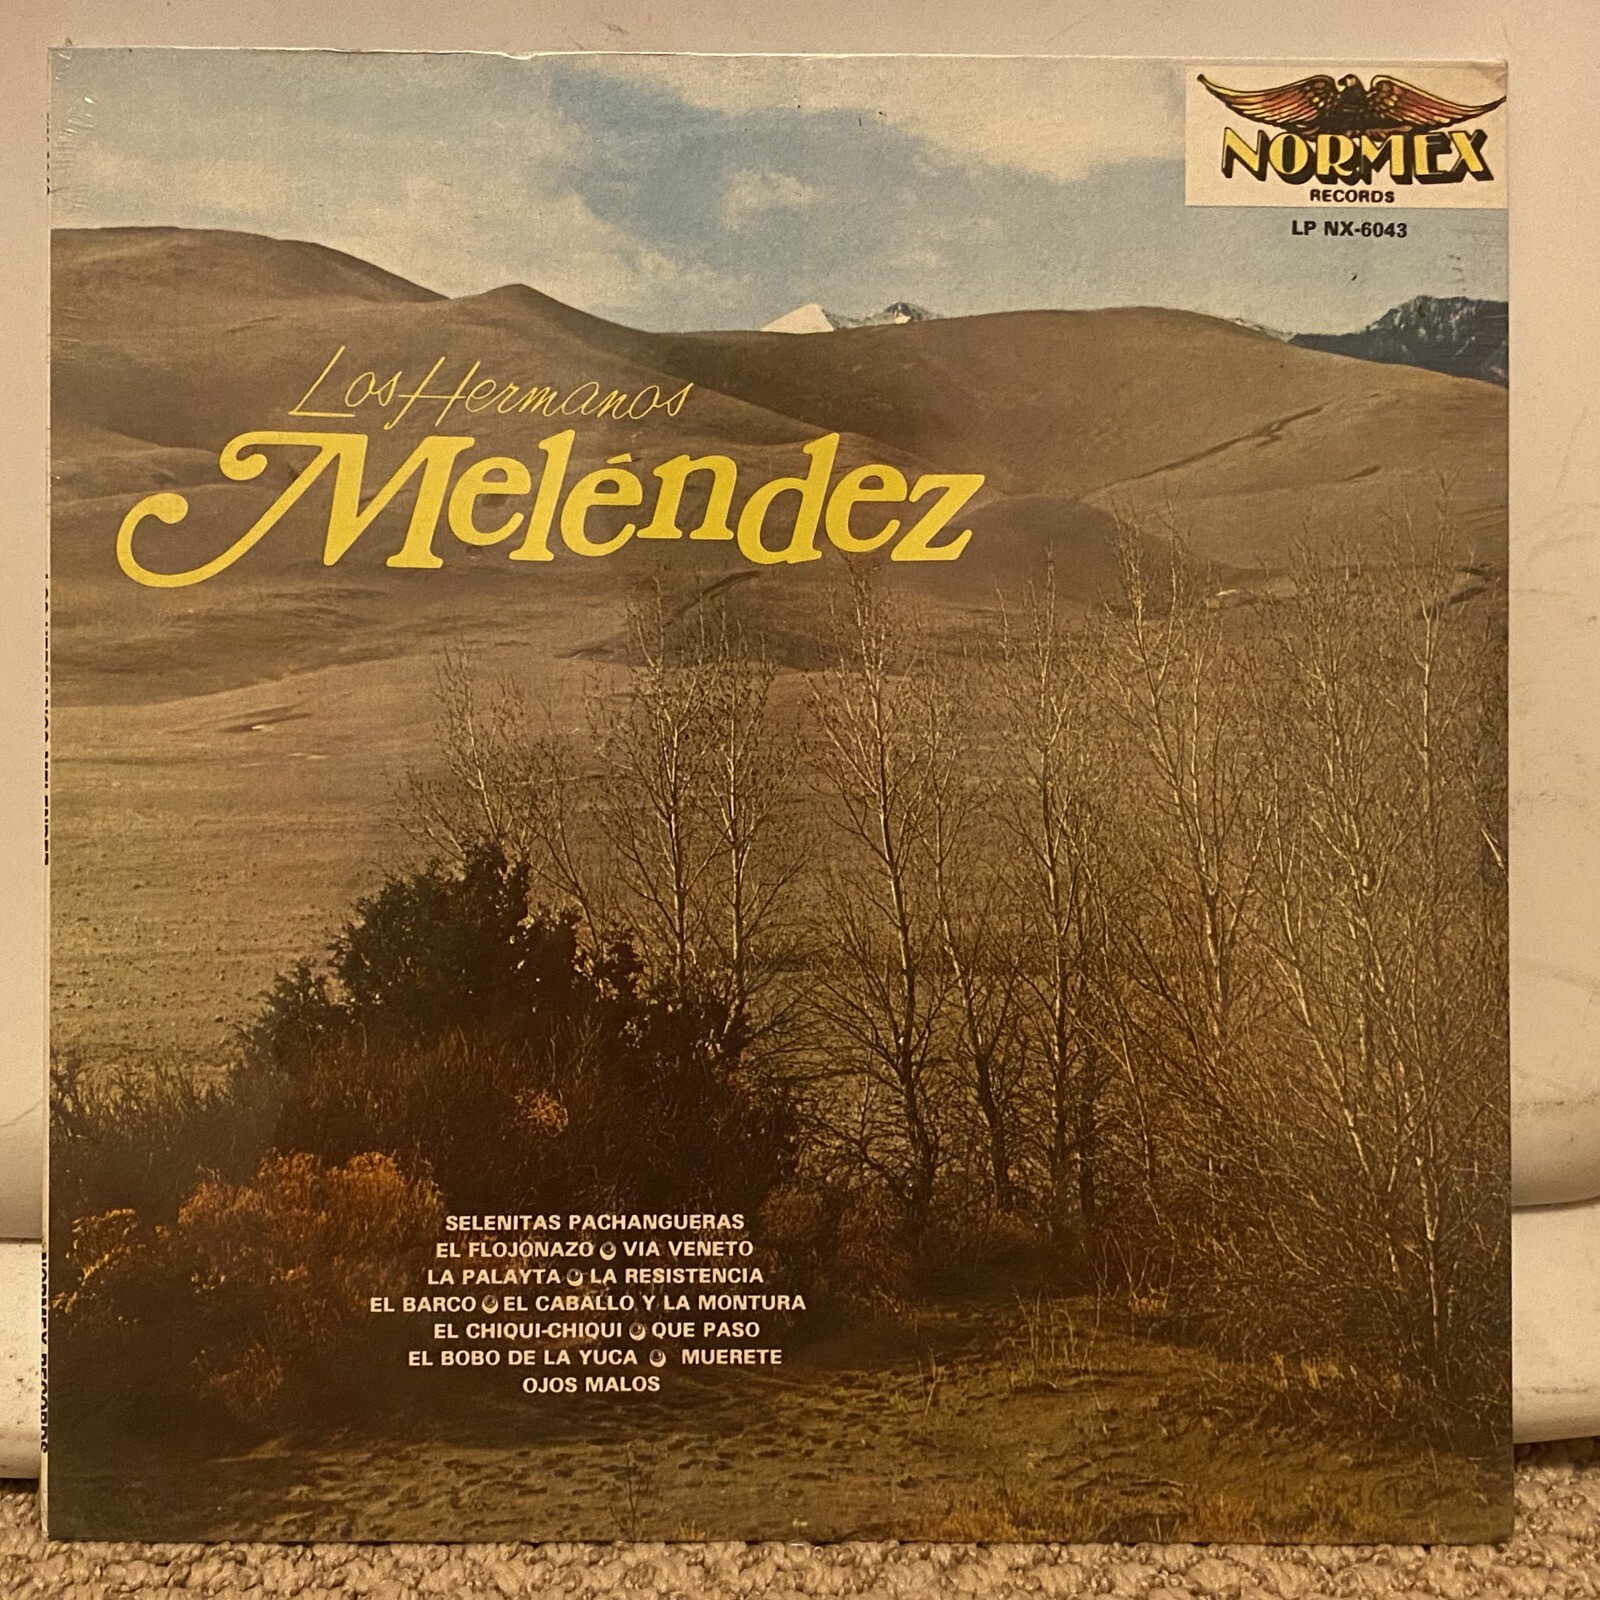 NORMEX
RECORDS
LP NX-6043
Los Hermanos
Meléndez
SELENITAS PACHANGUERAS
EL FLOJONAZO VIA VENETO
LA PALAYTA LA RESISTENCIA
EL BARCO EL CABALLO Y LA MONTURA
EL CHIQUI-CHIQUI QUE PASO
EL BOBO DE LA YUCA MUERETE
OJOS MALOS